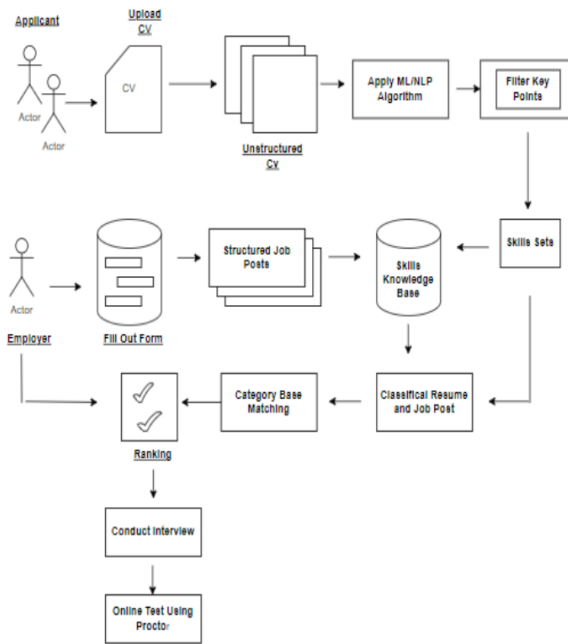 Applicant
Upload
CV
CV
Actor
Actor
Unstructured
Cv
Apply ML/NLP
Algorithm
Filter Key
Points
Actor
Employer
Fill Out Form
Structured Job
Posts
Skills
Knowledge
Base
Skills Sets
Ranking
Category Base
Matching
Classifical Resume
and Job Post
Conduct Interview
Online Test Using
Proctor